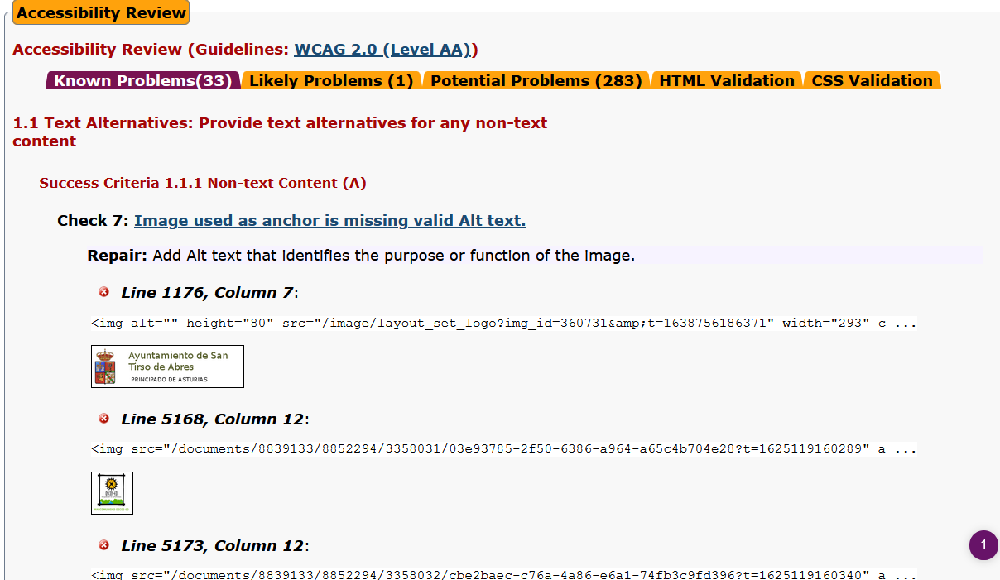 Accessibility Review
Accessibility Review (Guidelines: WCAG 2.0 (Level AA))
Known Problems(33) Likely Problems (1) Potential Problems (283) HTML Validation CSS Validation
1.1 Text Alternatives: Provide text alternatives for any non-text
content
Success Criteria 1.1.1 Non-text Content (A)
Check 7: Image used as anchor is missing valid Alt text.
Repair: Add Alt text that identifies the purpose or function of the image.
Line 1176, Column 7:
<img alt="" height="80" src="/image/layout_set_logo?img_id=360731&amp;t=1638756186371" width="293" c ...
Ayuntamiento de San
Tirso de Abres
PRINCIPADO DE ASTURIAS
Line 5168, Column 12:
<img src="/documents/8839133/8852294/3358031/03e93785-2f50-6386-a964-a65c4b704e28?t=1625119160289" a ...
Line 5173, Column 12:
1
<img src="/documents/8839133/8852294/3358032/cbe2baec-c76a-4a86-e6a1-74fb3c9fd396?t=1625119160340" a ...